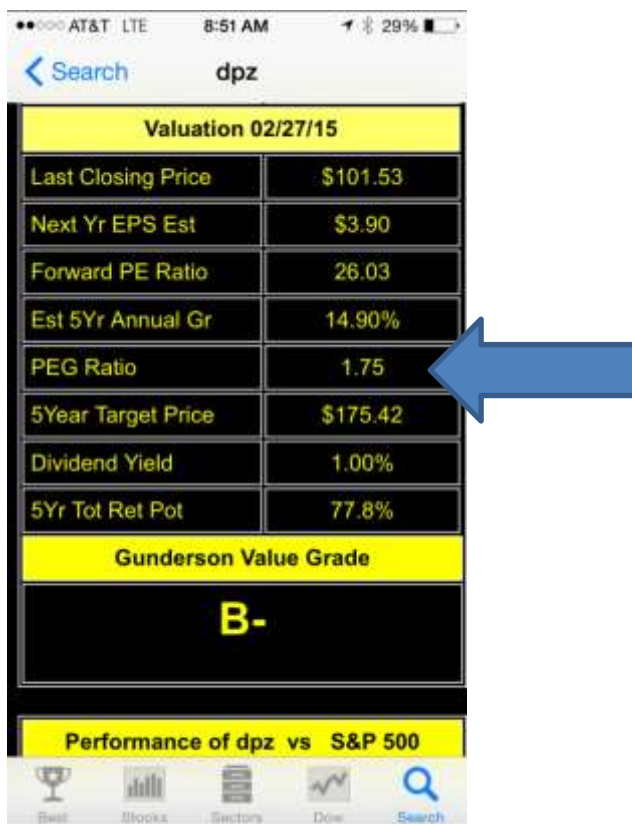 AT&T LTE 8:51 AM 29%
Search dpz
Valuation 02/27/15
Last Closing Price $101.53
Next Yr EPS Est $3.90
Forward PE Ratio 26.03
Est 5Yr Annual Gr 14.90%
PEG Ratio 1.75
5Year Target Price $175.42
Dividend Yield 1.00%
5Yr Tot Ret Pot 77.8%
Gunderson Value Grade
B-
Performance of dpz vs S&P 500
Best Stocks Sectors Dow Search